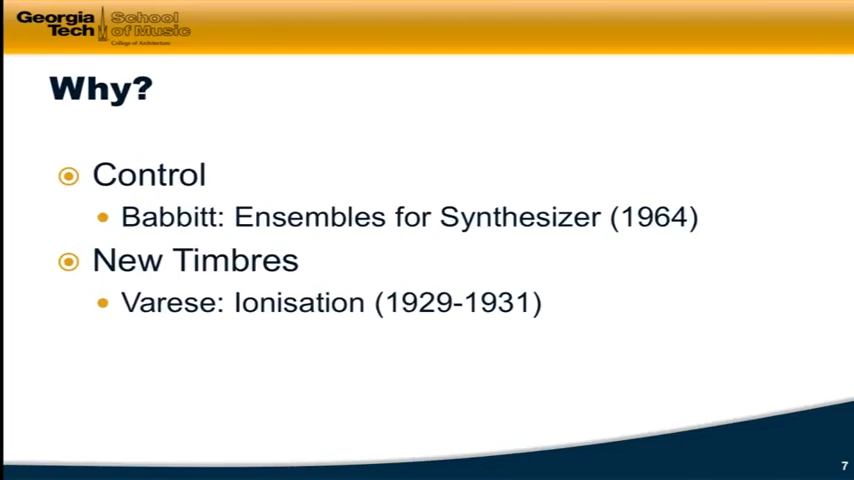 Georgia Tech
School of Music
College of Architecture
Why?
Control
Babbitt: Ensembles for Synthesizer (1964)
New Timbres
Varese: Ionisation (1929-1931)
7